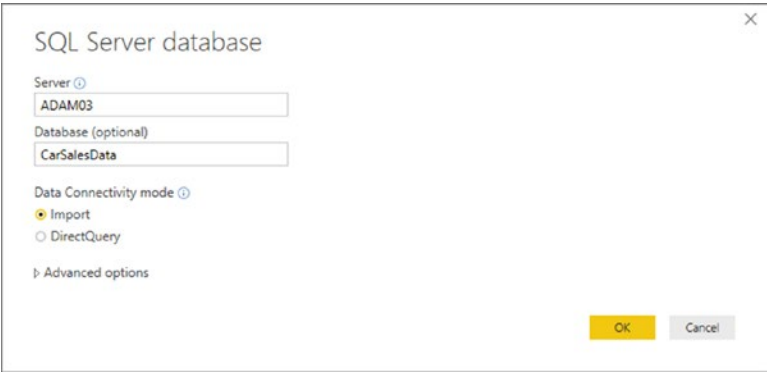 SQL Server database
Server
ADAM03
Database (optional)
CarSalesData
Data Connectivity mode
Import
DirectQuery
Advanced options
OK Cancel